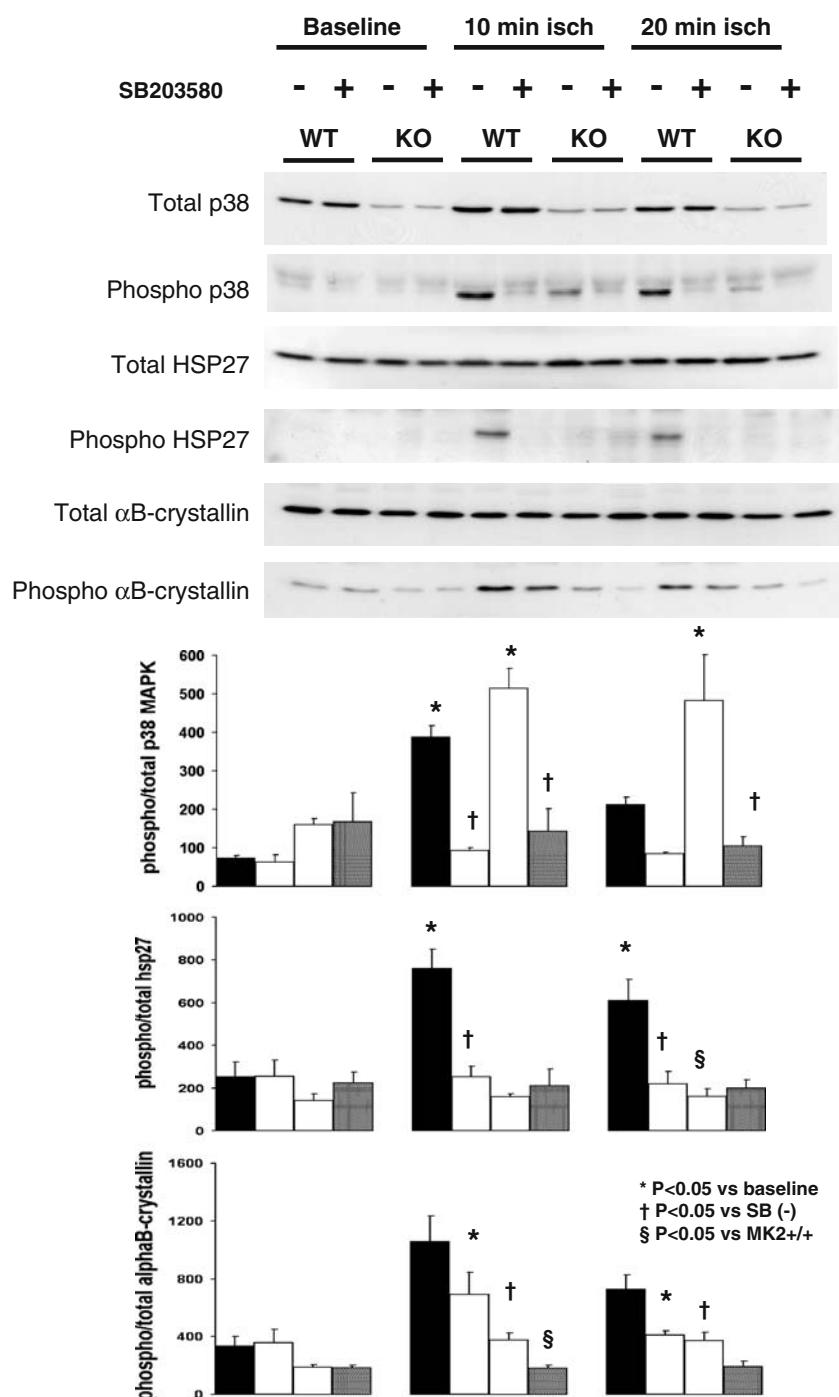 Baseline 10 min isch 20 min isch
SB203580 - + - + - + - + - + - +
WT KO WT KO WT KO
Total p38
Phospho p38
Total HSP27
Phospho HSP27
Total αB-crystallin
Phospho αB-crystallin
phospho/total p38 MAPK
600
500
400
300
200
100
0
* † * † * †
phospho/total hsp27
1000
800
600
400
200
0
* † * † §
phospho/total alphaB-crystallin
1600
1200
800
400
0
* † § * †
* P<0.05 vs baseline
† P<0.05 vs SB (-)
§ P<0.05 vs MK2+/+